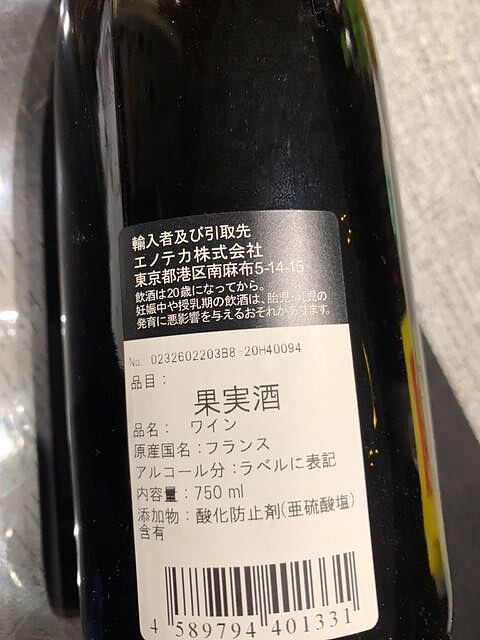 輸入者及び引取先
エノテカ株式会社
東京都港区南麻布5-14-15
飲酒は20歳になってから。
妊娠中や授乳期の飲酒は、胎児・乳児の
発育に悪影響を与えるおそれがあります。
No. 0232602203B8-20H40094
品目：
果実酒
品名： ワイン
原産国名：フランス
アルコール分：ラベルに表記
内容量：750 ml
添加物：酸化防止剤(亜硫酸塩)
含有
4 589794 401331